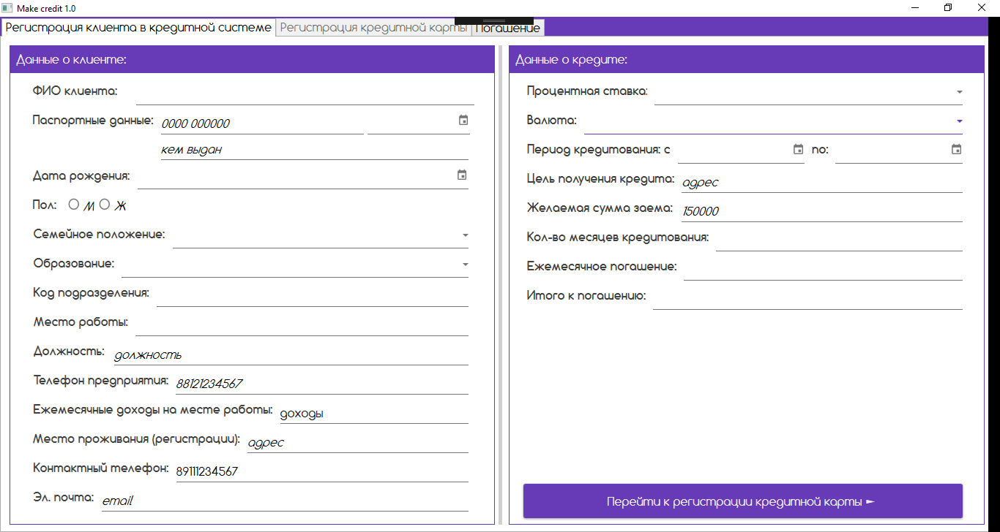 Make credit 1.0
Регистрация клиента в кредитной системе
Регистрация кредитной карты
Погашение
Данные о клиенте:
ФИО клиента:
Паспортные данные: 0000 000000
кем выдан
Дата рождения:
Пол: М Ж
Семейное положение:
Образование:
Код подразделения:
Место работы:
Должность: должность
Телефон предприятия: 88121234567
Ежемесячные доходы на месте работы: доходы
Место проживания (регистрации): адрес
Контактный телефон: 89111234567
Эл. почта: email
Данные о кредите:
Процентная ставка:
Валюта:
Период кредитования: с по:
Цель получения кредита: адрес
Желаемая сумма заема: 150000
Кол-во месяцев кредитования:
Ежемесячное погашение:
Итого к погашению:
Перейти к регистрации кредитной карты ►